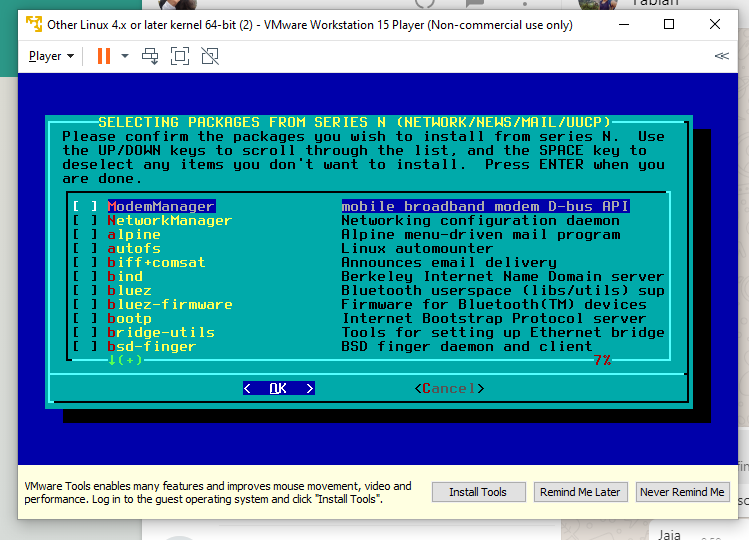 Fabian
Other Linux 4.x or later kernel 64-bit (2) - VMware Workstation 15 Player (Non-commercial use only)
Player
SELECTING PACKAGES FROM SERIES N (NETWORK/NEWS/MAIL/UUCP)
Please confirm the packages you wish to install from series N.  Use
the UP/DOWN keys to scroll through the list, and the SPACE key to
deselect any items you don't want to install.  Press ENTER when you
are done.
[ ] ModemManager mobile broadband modem D-bus API
[ ] NetworkManager Networking configuration daemon
[ ] alpine Alpine menu-driven mail program
[ ] autofs Linux automounter
[ ] biff+comsat Announces email delivery
[ ] bind Berkeley Internet Name Domain server
[ ] bluez Bluetooth userspace (libs/utils) sup
[ ] bluez-firmware Firmware for Bluetooth(TM) devices
[ ] bootp Internet Bootstrap Protocol server
[ ] bridge-utils Tools for setting up Ethernet bridge
[ ] bsd-finger BSD finger daemon and client
↓(+) 7%
< OK > <Cancel>
VMware Tools enables many features and improves mouse movement, video and
performance. Log in to the guest operating system and click "Install Tools".
Install Tools
Remind Me Later
Never Remind Me
Jaja